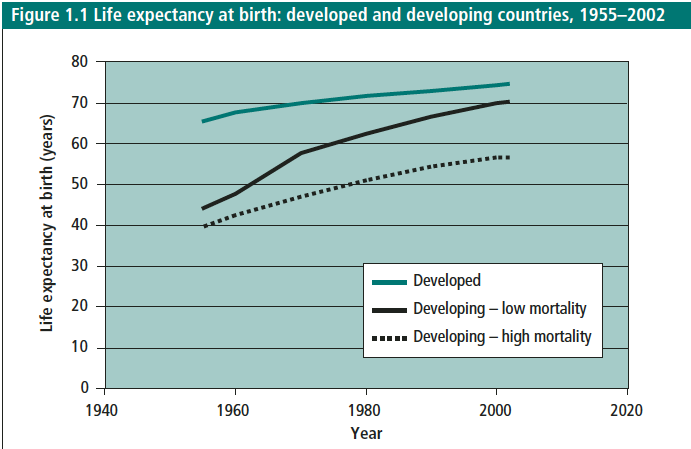 Figure 1.1 Life expectancy at birth: developed and developing countries, 1955–2002
Life expectancy at birth (years)
80
70
60
50
40
30
20
10
0
Developed
Developing – low mortality
Developing – high mortality
1940 1960 1980 2000 2020
Year